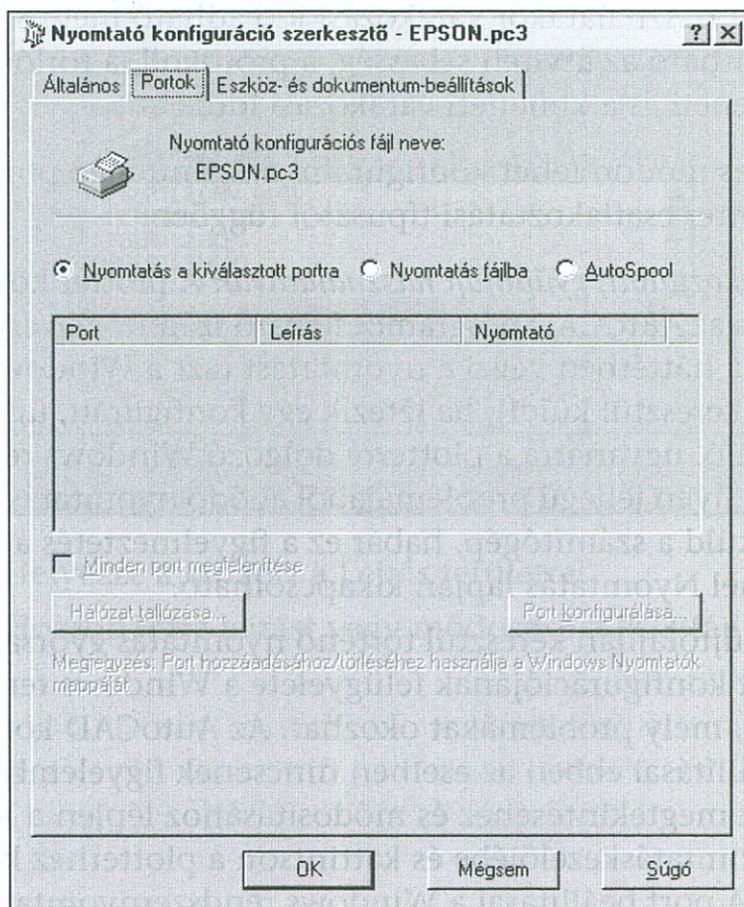 Nyomtató konfiguráció szerkesztő - EPSON.pc3
Általános Portok Eszköz- és dokumentum-beállítások
Nyomtató konfigurációs fájl neve:
EPSON.pc3
Nyomtatás a kiválasztott portra Nyomtatás fájlba AutoSpool
Port Leírás Nyomtató
Minden port megjelenítése
Hálózat tallózása... Port konfigurálása...
Megjegyzés: Port hozzáadásához/törléséhez használja a Windows Nyomtatók
mappáját
OK Mégsem Súgó